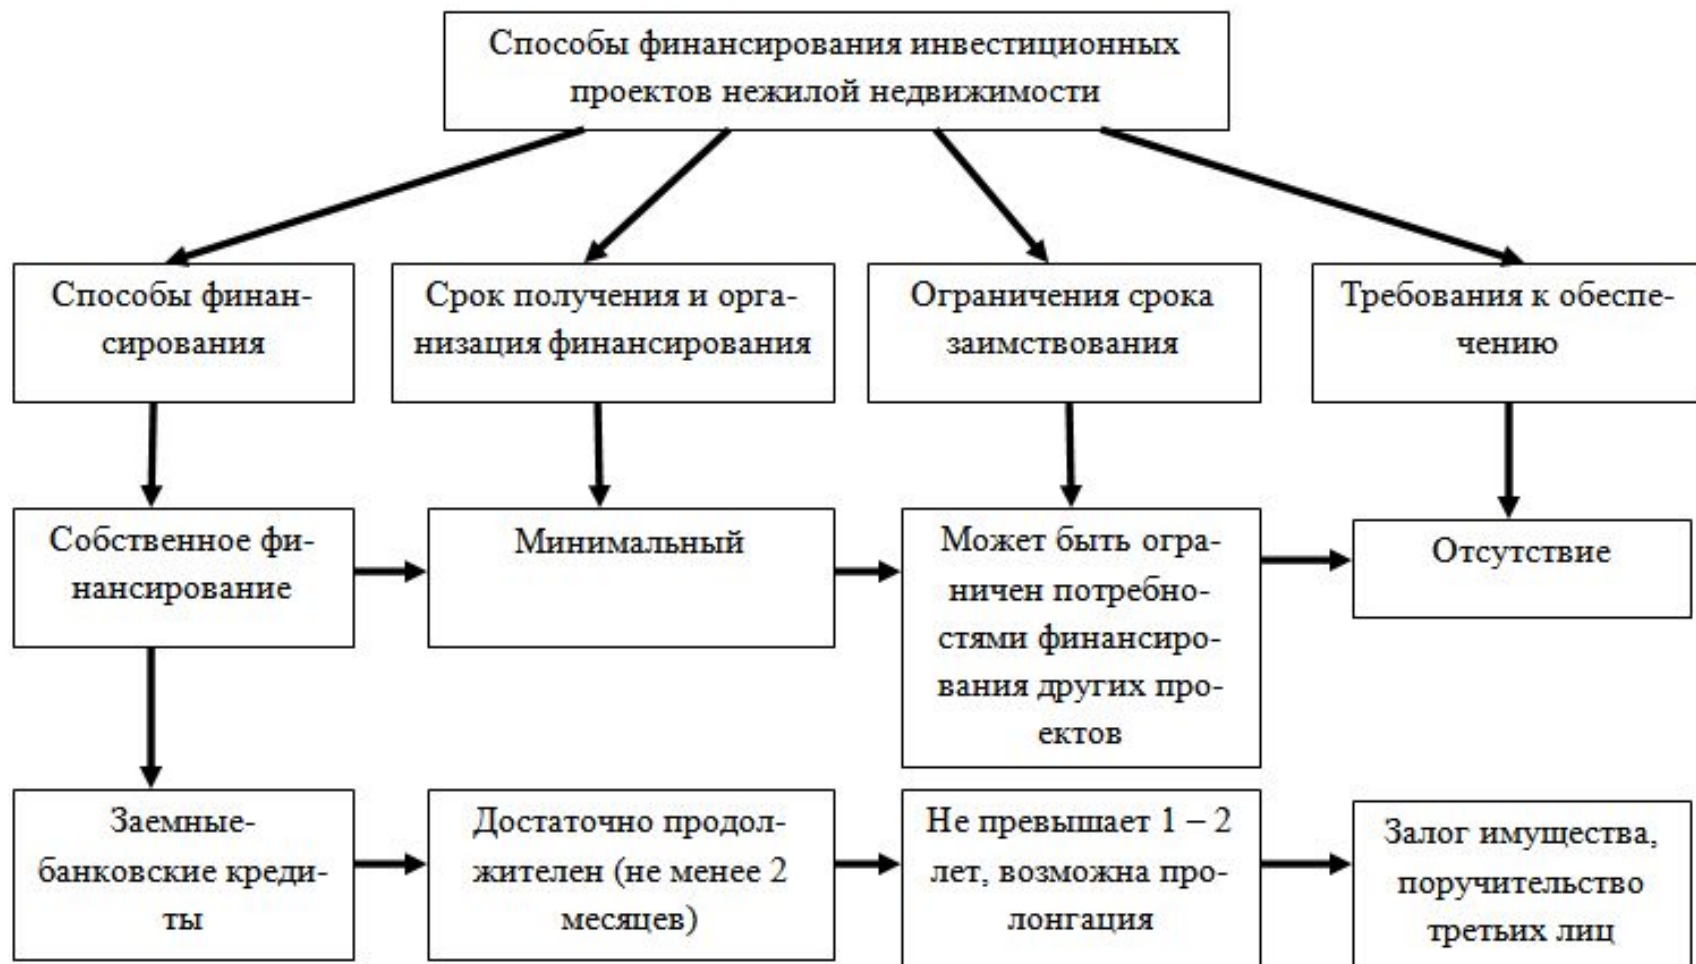 Способы финансирования инвестиционных
проектов нежилой недвижимости
Способы финан-
сирования
Срок получения и орга-
низация финансирования
Ограничения срока
заимствования
Требования к обеспе-
чению
Собственное фи-
нансирование
Минимальный
Может быть огра-
ничен потребно-
стями финансиро-
вания других про-
ектов
Отсутствие
Заемные-
банковские креди-
ты
Достаточно продол-
жителен (не менее 2
месяцев)
Не превышает 1 – 2
лет, возможна про-
лонгация
Залог имущества,
поручительство
третьих лиц